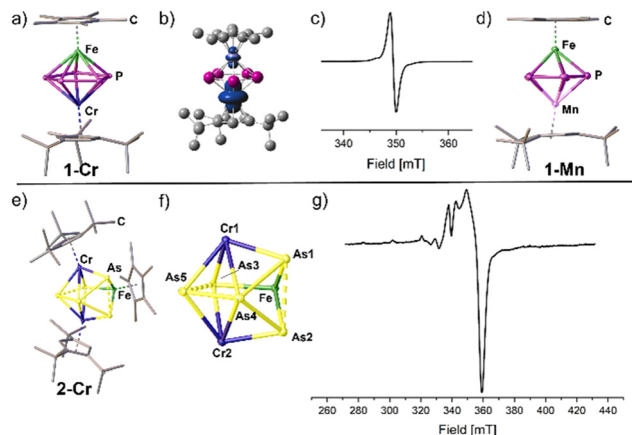 a)
C
Fe
P
Cr
1-Cr
b)
c)
340 350 360
Field [mT]
d)
C
Fe
P
Mn
1-Mn
e)
C
Cr
As
Fe
2-Cr
f)
Cr1
As1
As3
As5
Fe
As4
As2
Cr2
g)
260 280 300 320 340 360 380 400 420 440
Field [mT]